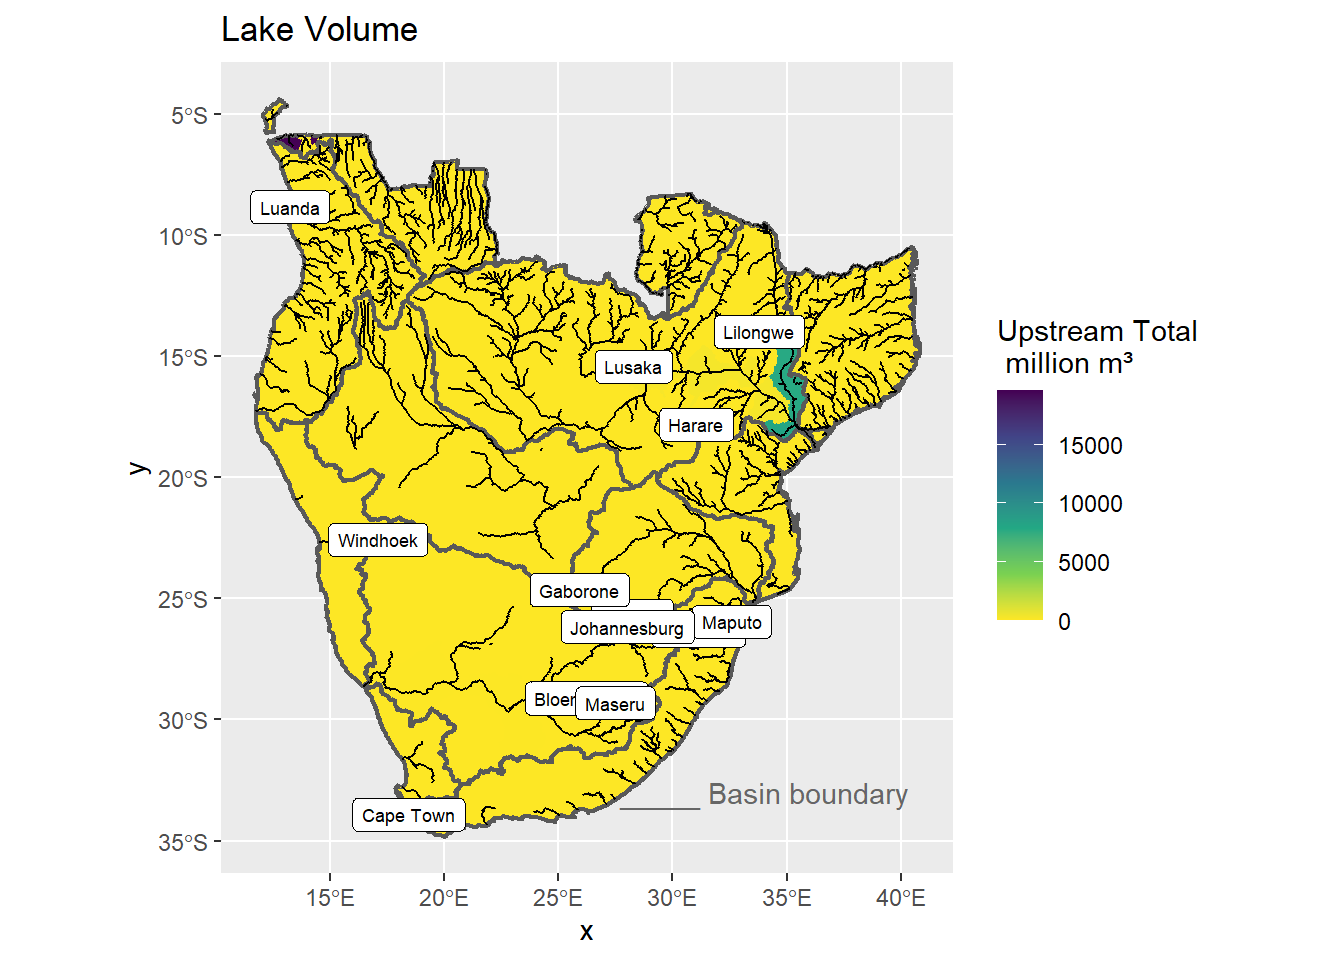 Lake Volume
5°S
10°S
15°S
20°S
25°S
30°S
35°S
y
Luanda
Lilongwe
Lusaka
Harare
Windhoek
Gaborone
Johannesburg
Maputo
Bloer
Maseru
Cape Town
Basin boundary
15°E
20°E
25°E
30°E
35°E
40°E
x
Upstream Total
million m³
15000
10000
5000
0